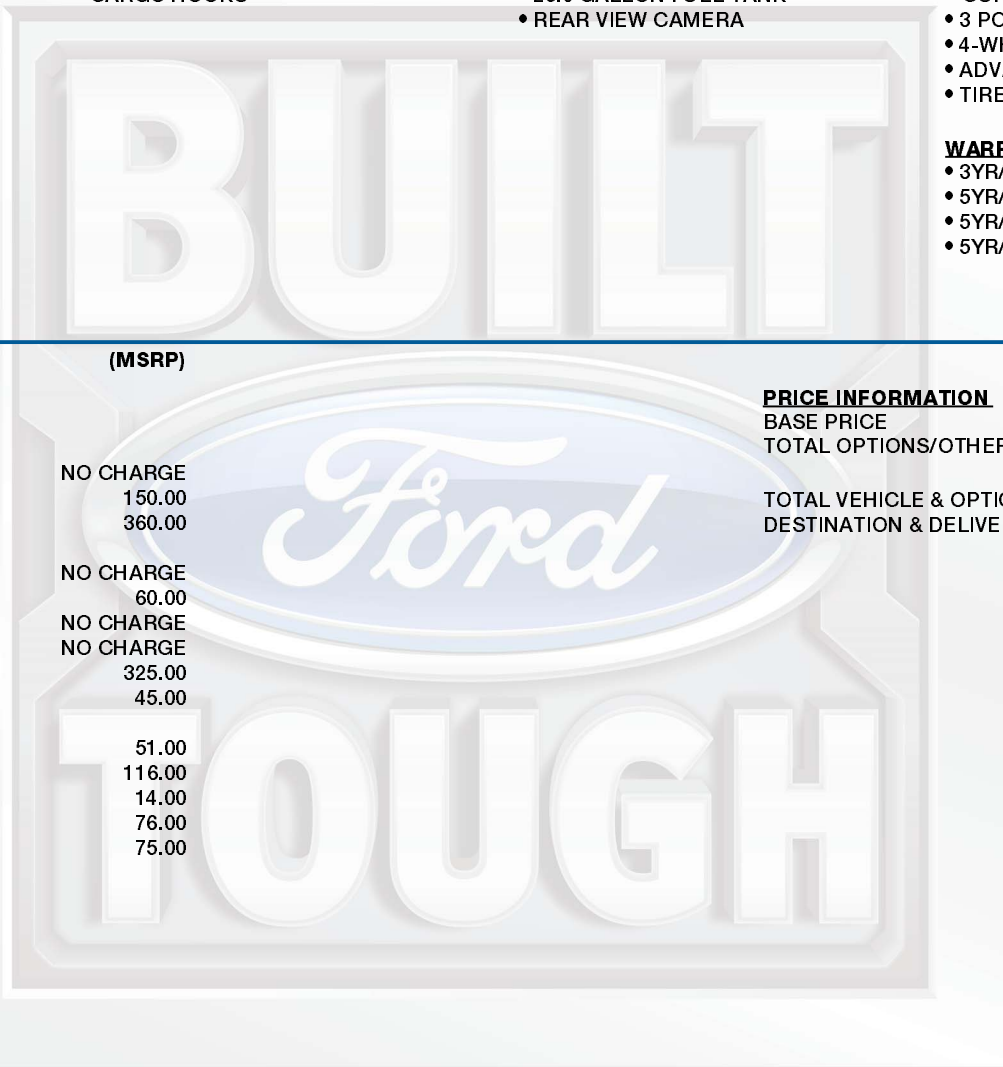 • REAR VIEW CAMERA
• 3 PO
• 4-WH
• ADVA
• TIRE
WARR
• 3YR/
• 5YR/
• 5YR/
• 5YR/
(MSRP)
NO CHARGE
150.00
360.00
NO CHARGE
60.00
NO CHARGE
NO CHARGE
325.00
45.00
51.00
116.00
14.00
76.00
75.00
PRICE INFORMATION
BASE PRICE
TOTAL OPTIONS/OTHER
TOTAL VEHICLE & OPTIO
DESTINATION & DELIVE
BUILT
Ford
TOUGH